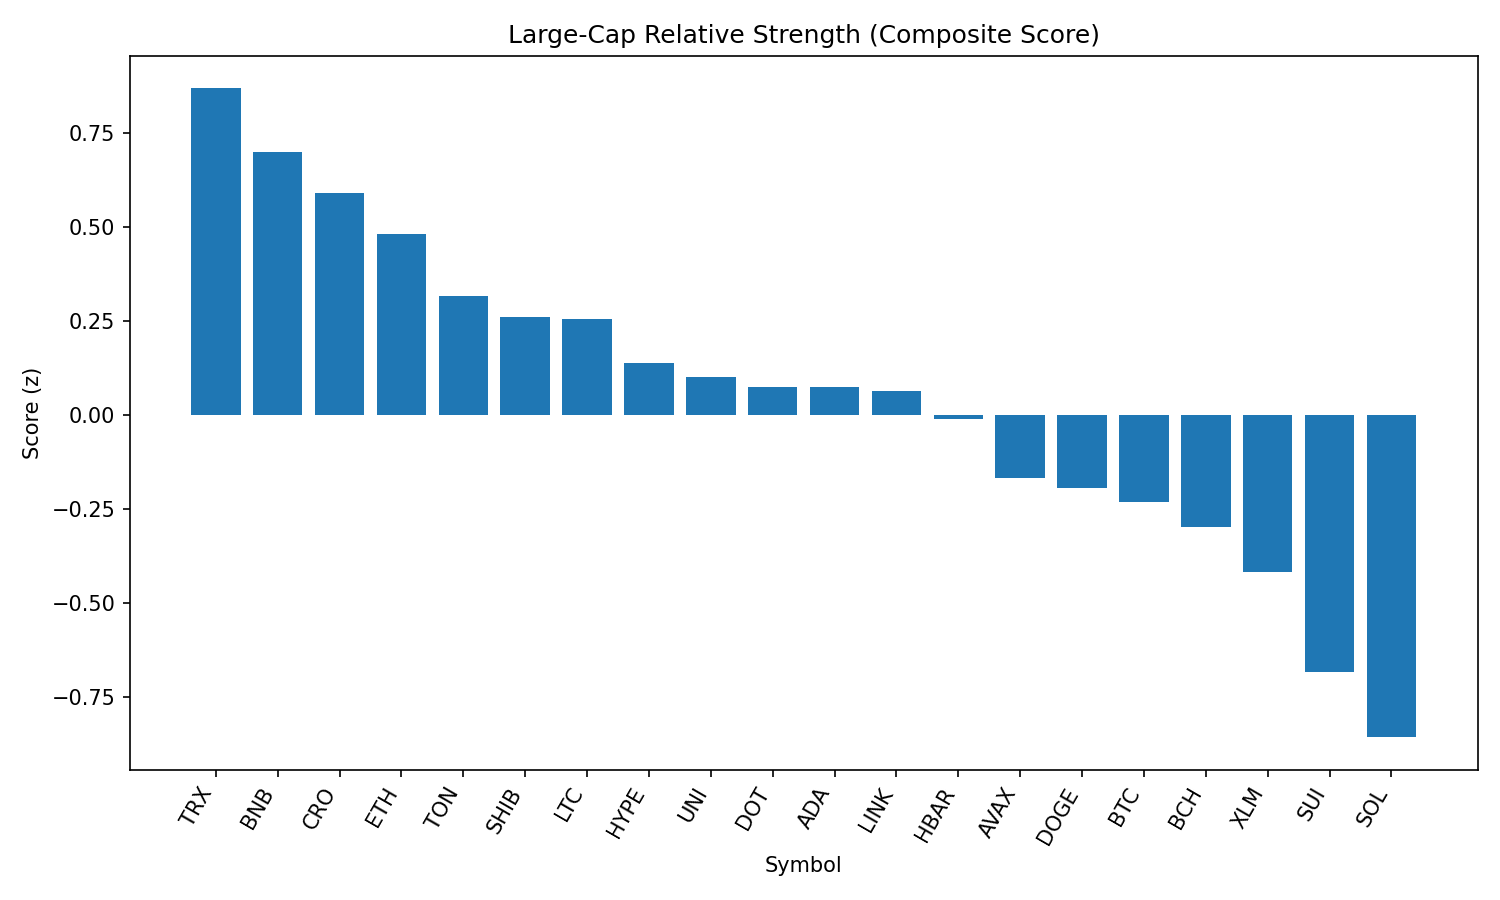 Large-Cap Relative Strength (Composite Score)
Score (z)
0.75
0.50
0.25
0.00
−0.25
−0.50
−0.75
TRX
BNB
CRO
ETH
TON
SHIB
LTC
HYPE
UNI
DOT
ADA
LINK
HBAR
AVAX
DOGE
BTC
BCH
XLM
SUI
SOL
Symbol